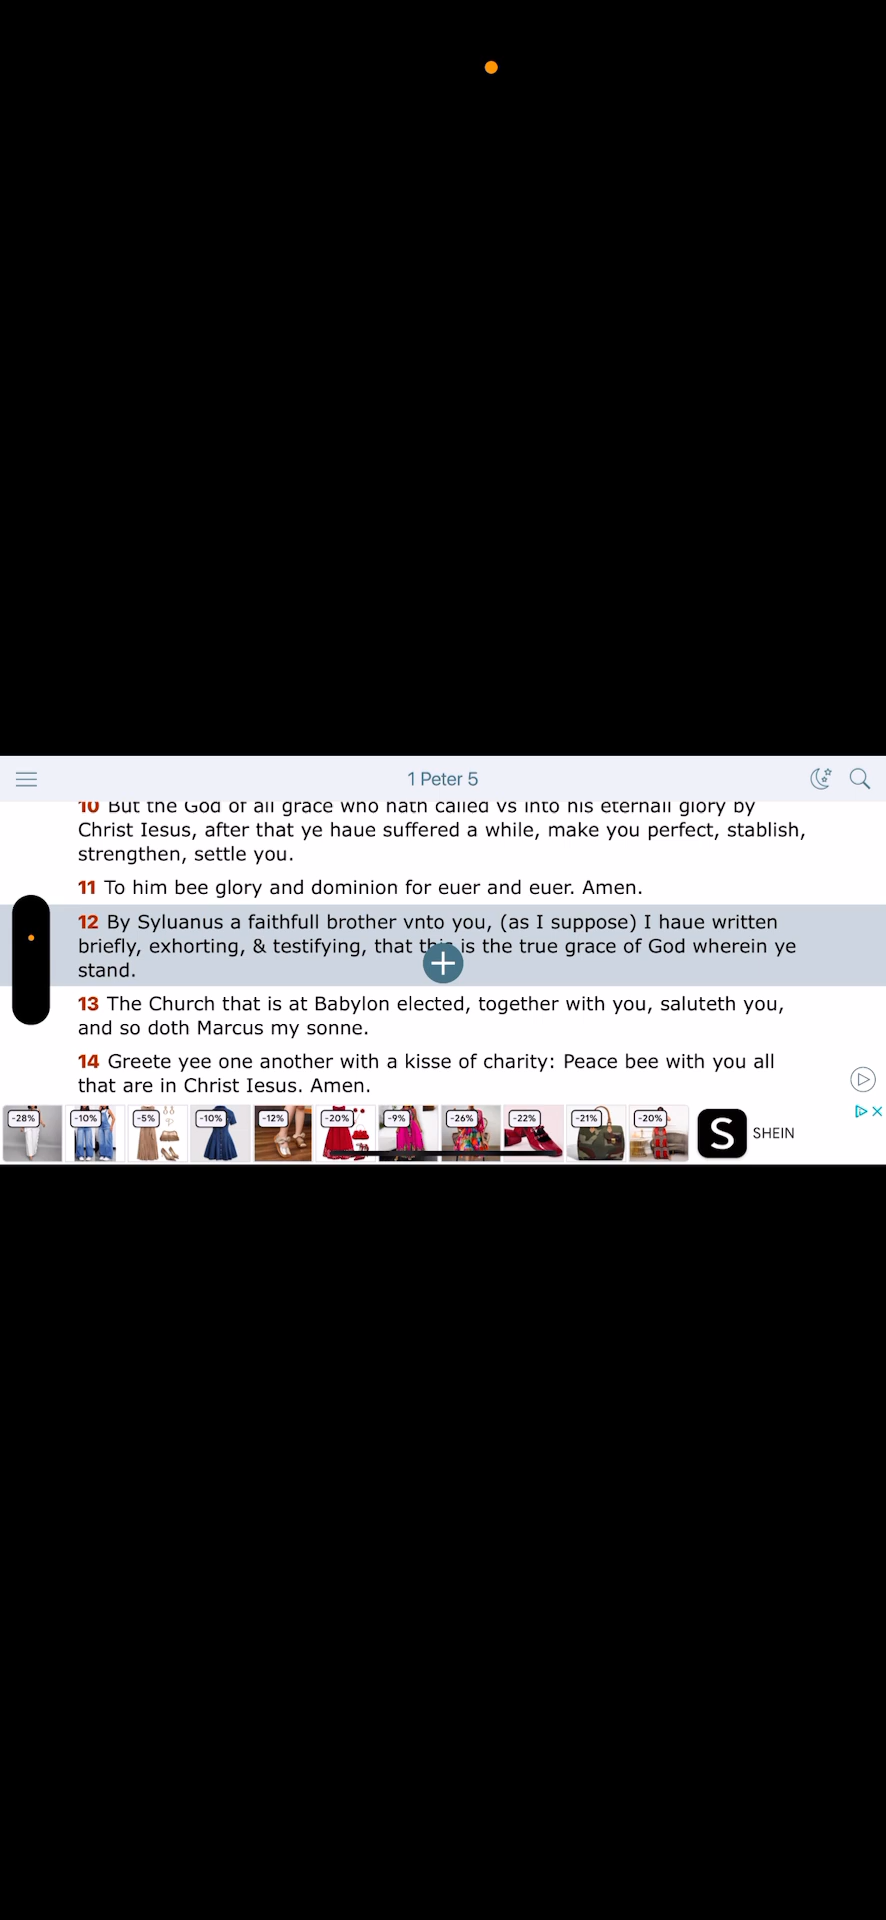 1 Peter 5
10 But the God of all grace who hath called vs into his eternall glory by
Christ Iesus, after that ye haue suffered a while, make you perfect, stablish,
strengthen, settle you.
11 To him bee glory and dominion for euer and euer. Amen.
12 By Syluanus a faithfull brother vnto you, (as I suppose) I haue written
briefly, exhorting, & testifying, that this is the true grace of God wherein ye
stand.
13 The Church that is at Babylon elected, together with you, saluteth you,
and so doth Marcus my sonne.
14 Greete yee one another with a kisse of charity: Peace bee with you all
that are in Christ Iesus. Amen.
-28% -10% -5% -10% -12% -20% -9% -26% -22% -21% -20%
S SHEIN